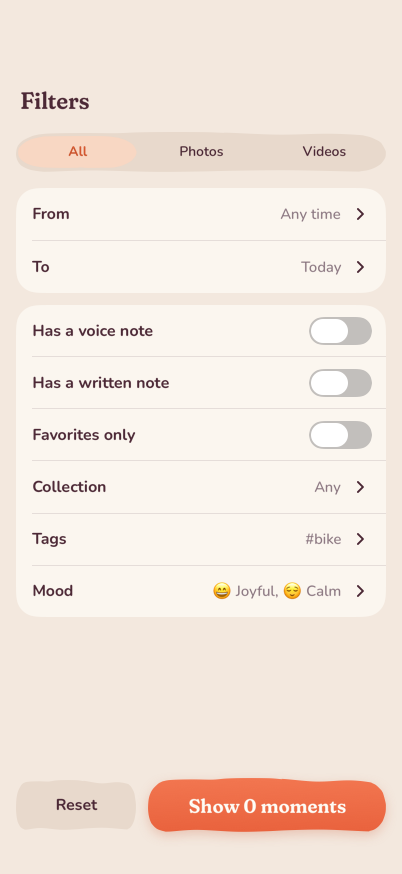 Filters
All Photos Videos
From Any time
To Today
Has a voice note
Has a written note
Favorites only
Collection Any
Tags #bike
Mood 😄 Joyful, 😌 Calm
Reset Show 0 moments